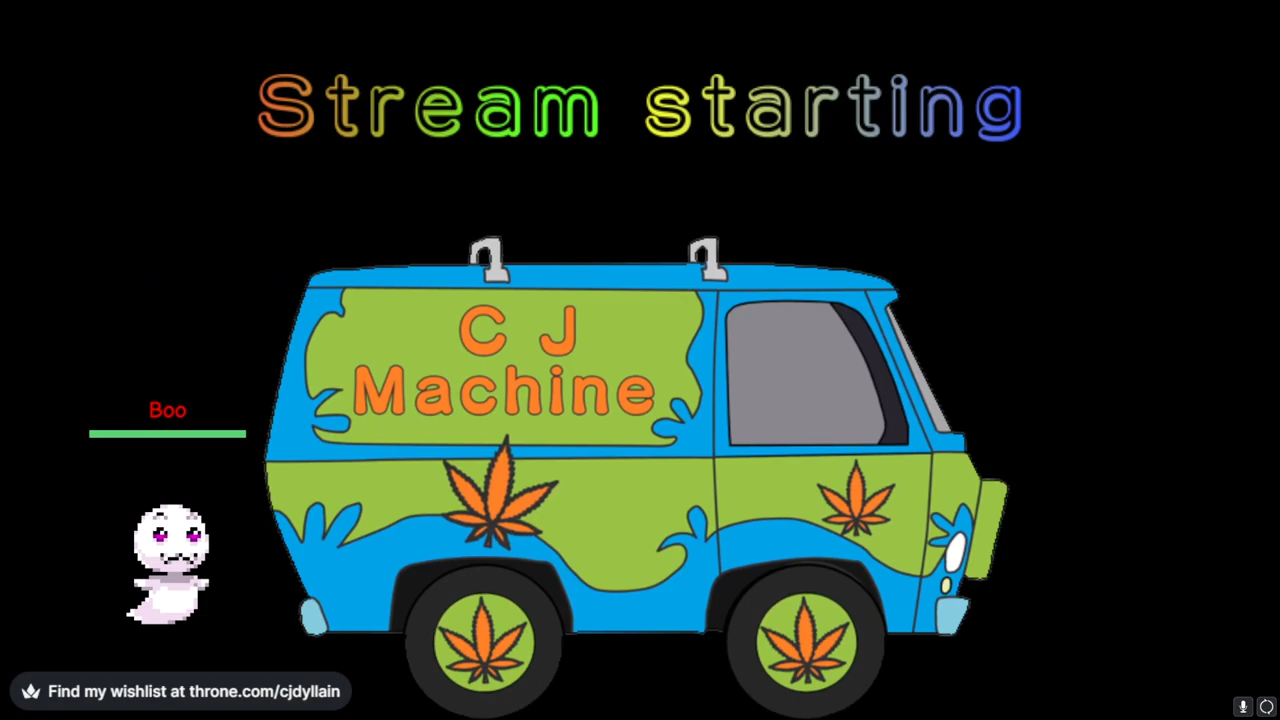 Stream starting
C J
Machine
Boo
Find my wishlist at throne.com/cjdyllain